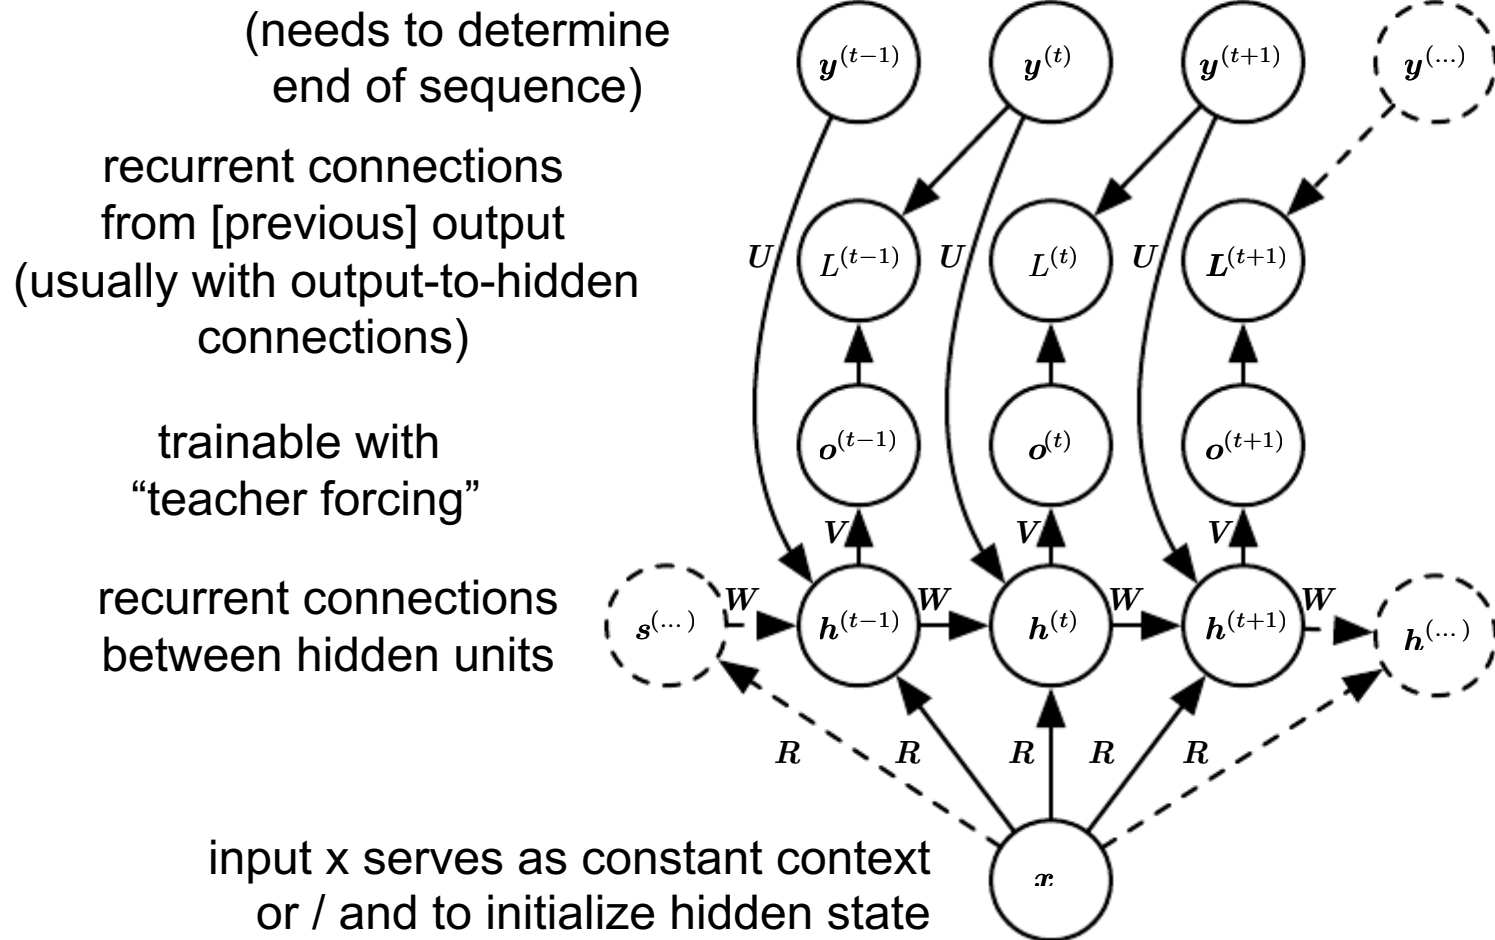 (needs to determine
end of sequence)
y(t−1) y(t) y(t+1) y(...)
recurrent connections
from [previous] output
(usually with output-to-hidden
connections)
U L(t−1) U L(t) U L(t+1)
trainable with
“teacher forcing”
o(t−1) o(t) o(t+1)
V V V
recurrent connections
between hidden units
W W W W
s(...) h(t−1) h(t) h(t+1) h(...)
R R R R R
input x serves as constant context
or / and to initialize hidden state
x